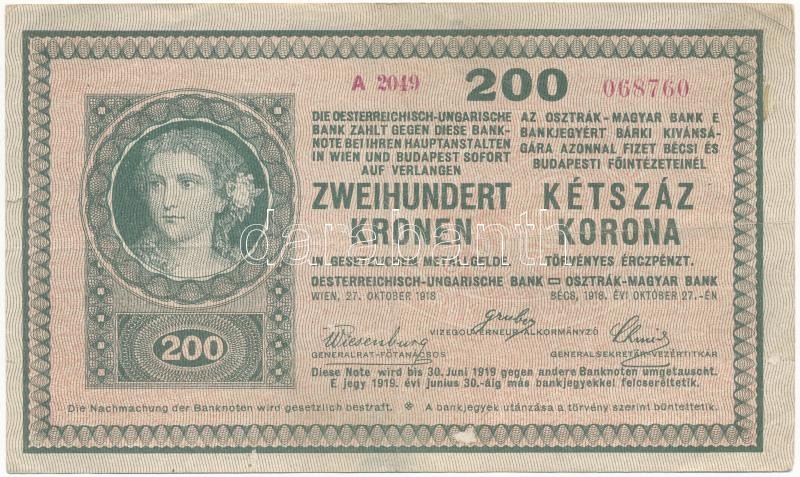 A 2049 200 068760
DIE OESTERREICHISCH-UNGARISCHE
BANK ZAHLT GEGEN DIESE BANK-
NOTE BEI IHREN HAUPTANSTALTEN
IN WIEN UND BUDAPEST SOFORT
AUF VERLANGEN
AZ OSZTRÁK-MAGYAR BANK E
BANKJEGYÉRT BÁRKI KIVÁNSÁ-
GÁRA AZONNAL FIZET BÉCSI ÉS
BUDAPESTI FŐINTÉZETEINÉL
ZWEIHUNDERT
KRONEN
KÉTSZÁZ
KORONA
darabanth
IN GESETZLICHEM METALLGELDE.
TÖRVÉNYES ÉRCZPÉNZT.
OESTERREICHISCH-UNGARISCHE BANK
OSZTRÁK-MAGYAR BANK
WIEN, 27. OKTOBER 1918
BÉCS, 1918. ÉVI OKTÓBER 27.-ÉN
Gruber
VIZEGOUVERNEUR ALKORMÁNYZÓ
Wiesenburg
GENERALRAT-FŐTANÁCSOS
Schmid
GENERALSEKRETÄR-VEZÉRTITKÁR
200
Diese Note wird bis 30. Juni 1919 gegen andere Banknoten umgetauscht.
E jegy 1919. évi junius 30.-áig más bankjegyekkel felcseréltetik.
Die Nachmachung der Banknoten wird gesetzlich bestraft. A bankjegyek utánzása a törvény szerint büntettetik.